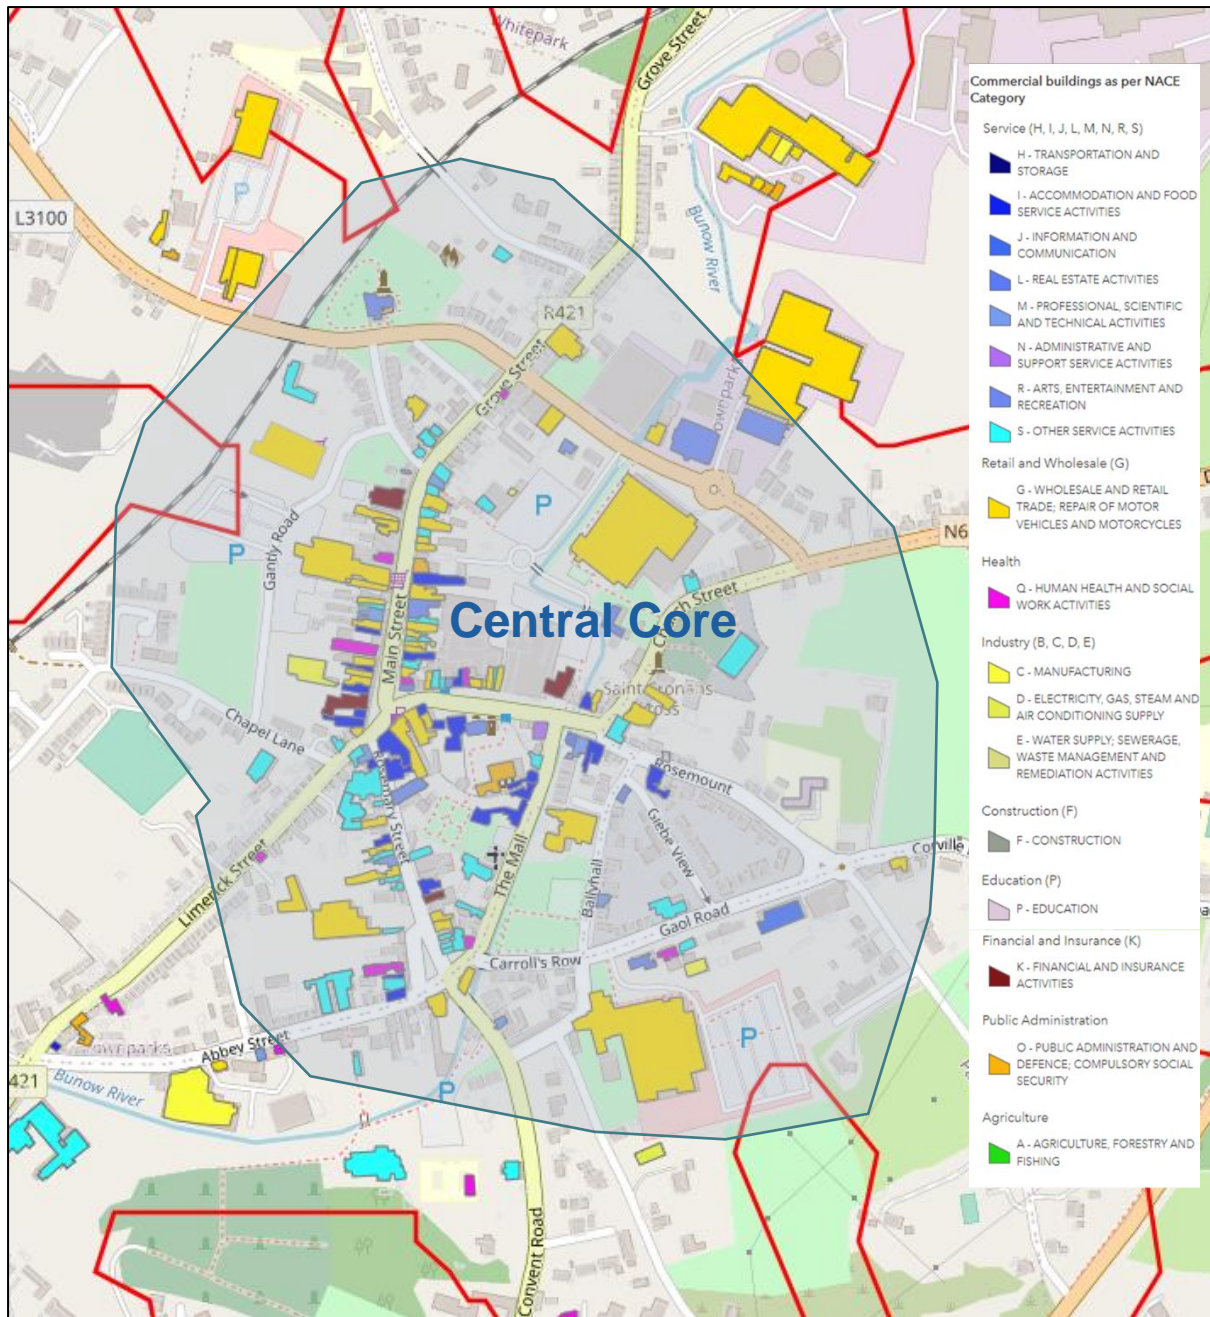 Whitepark
Grove Street
L3100
P
Bunow River
R421
Grove Street
P
P
Gantly Road
N6
Church Street
Central Core
Main Street
Chapel Lane
Rosemary Street
Rosemount
Glebe View
The Mall
Ballyhall
Limerick Street
Gaol Road
Carroll's Row
Corville
P
Abbey Street
P
421
Bunow River
Convent Road
Commercial buildings as per NACE
Category
Service (H, I, J, L, M, N, R, S)
H - TRANSPORTATION AND
STORAGE
I - ACCOMMODATION AND FOOD
SERVICE ACTIVITIES
J - INFORMATION AND
COMMUNICATION
L - REAL ESTATE ACTIVITIES
M - PROFESSIONAL, SCIENTIFIC
AND TECHNICAL ACTIVITIES
N - ADMINISTRATIVE AND
SUPPORT SERVICE ACTIVITIES
R - ARTS, ENTERTAINMENT AND
RECREATION
S - OTHER SERVICE ACTIVITIES
Retail and Wholesale (G)
G - WHOLESALE AND RETAIL
TRADE; REPAIR OF MOTOR
VEHICLES AND MOTORCYCLES
Health
Q - HUMAN HEALTH AND SOCIAL
WORK ACTIVITIES
Industry (B, C, D, E)
C - MANUFACTURING
D - ELECTRICITY, GAS, STEAM AND
AIR CONDITIONING SUPPLY
E - WATER SUPPLY; SEWERAGE,
WASTE MANAGEMENT AND
REMEDIATION ACTIVITIES
Construction (F)
F - CONSTRUCTION
Education (P)
P - EDUCATION
Financial and Insurance (K)
K - FINANCIAL AND INSURANCE
ACTIVITIES
Public Administration
O - PUBLIC ADMINISTRATION AND
DEFENCE; COMPULSORY SOCIAL
SECURITY
Agriculture
A - AGRICULTURE, FORESTRY AND
FISHING